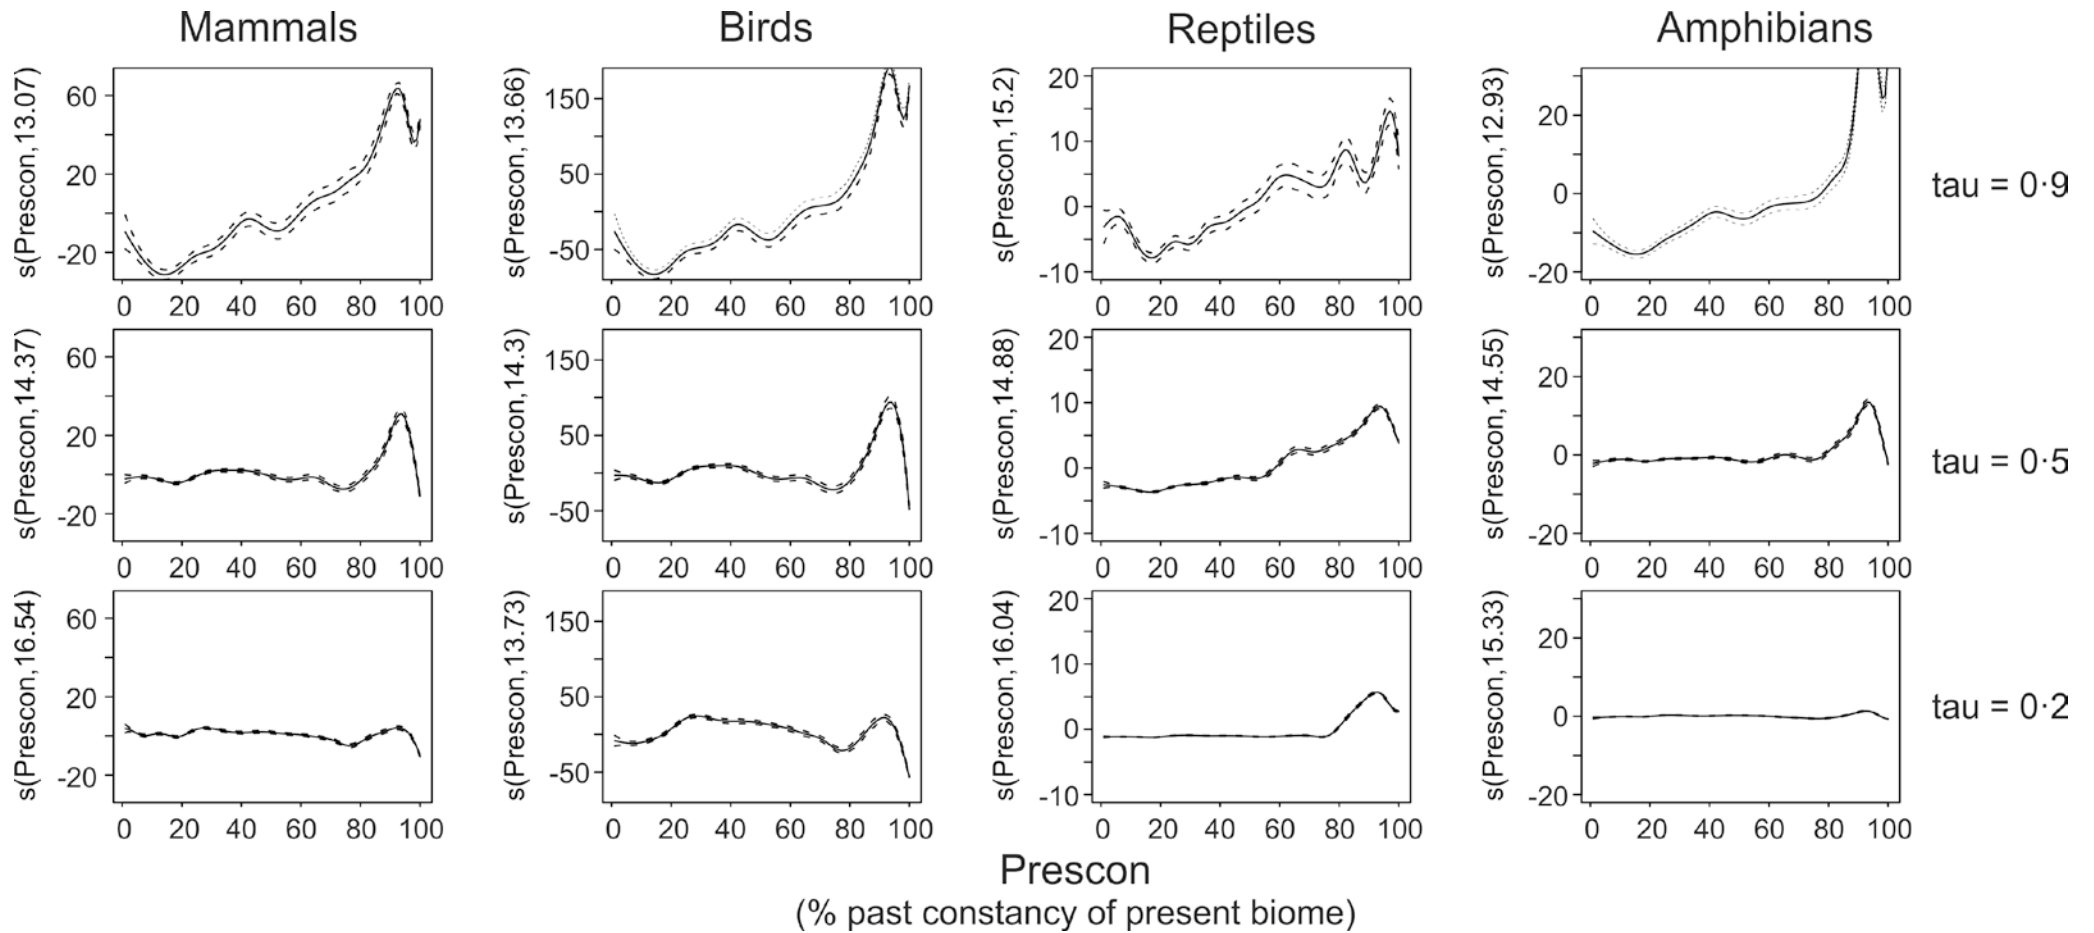 Mammals Birds Reptiles Amphibians
s(Prescon,13.07) 60 20 -20 0 20 40 60 80 100
s(Prescon,13.66) 150 50 -50 0 20 40 60 80 100
s(Prescon,15.2) 20 10 0 -10 0 20 40 60 80 100
s(Prescon,12.93) 20 0 -20 0 20 40 60 80 100
tau = 0·9
s(Prescon,14.37) 60 20 -20 0 20 40 60 80 100
s(Prescon,14.3) 150 50 -50 0 20 40 60 80 100
s(Prescon,14.88) 20 10 0 -10 0 20 40 60 80 100
s(Prescon,14.55) 20 0 -20 0 20 40 60 80 100
tau = 0·5
s(Prescon,16.54) 60 20 -20 0 20 40 60 80 100
s(Prescon,13.73) 150 50 -50 0 20 40 60 80 100
s(Prescon,16.04) 20 10 0 -10 0 20 40 60 80 100
s(Prescon,15.33) 20 0 -20 0 20 40 60 80 100
tau = 0·2
Prescon
(% past constancy of present biome)